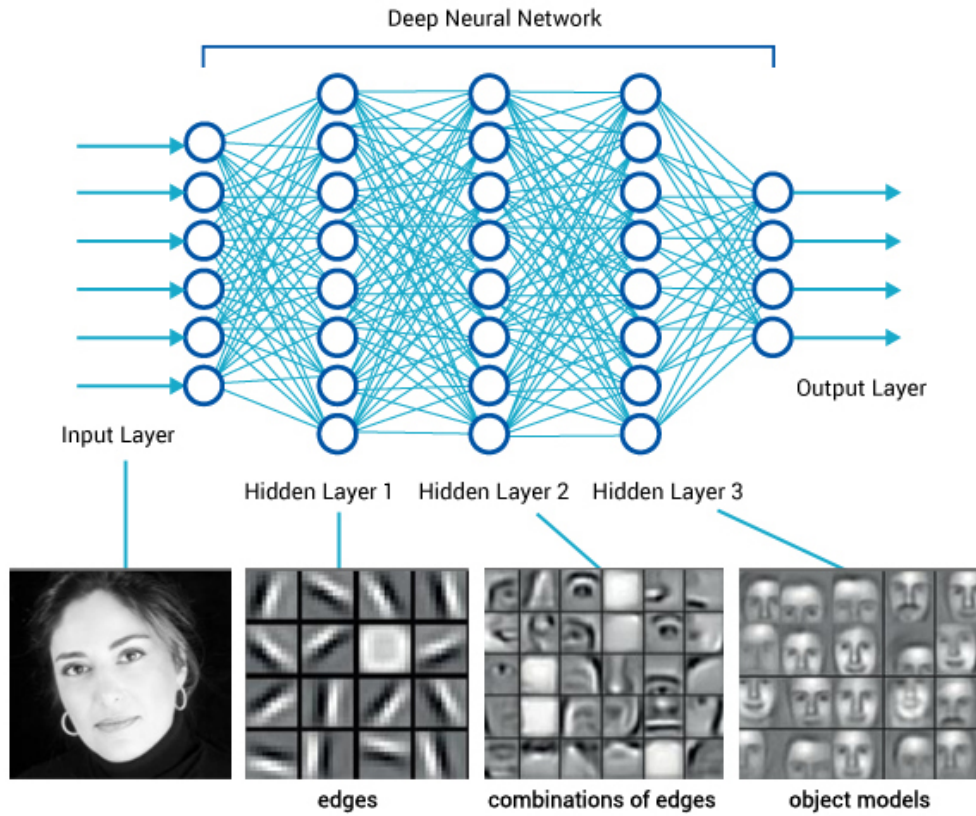 Deep Neural Network
Input Layer
Output Layer
Hidden Layer 1
Hidden Layer 2
Hidden Layer 3
edges
combinations of edges
object models